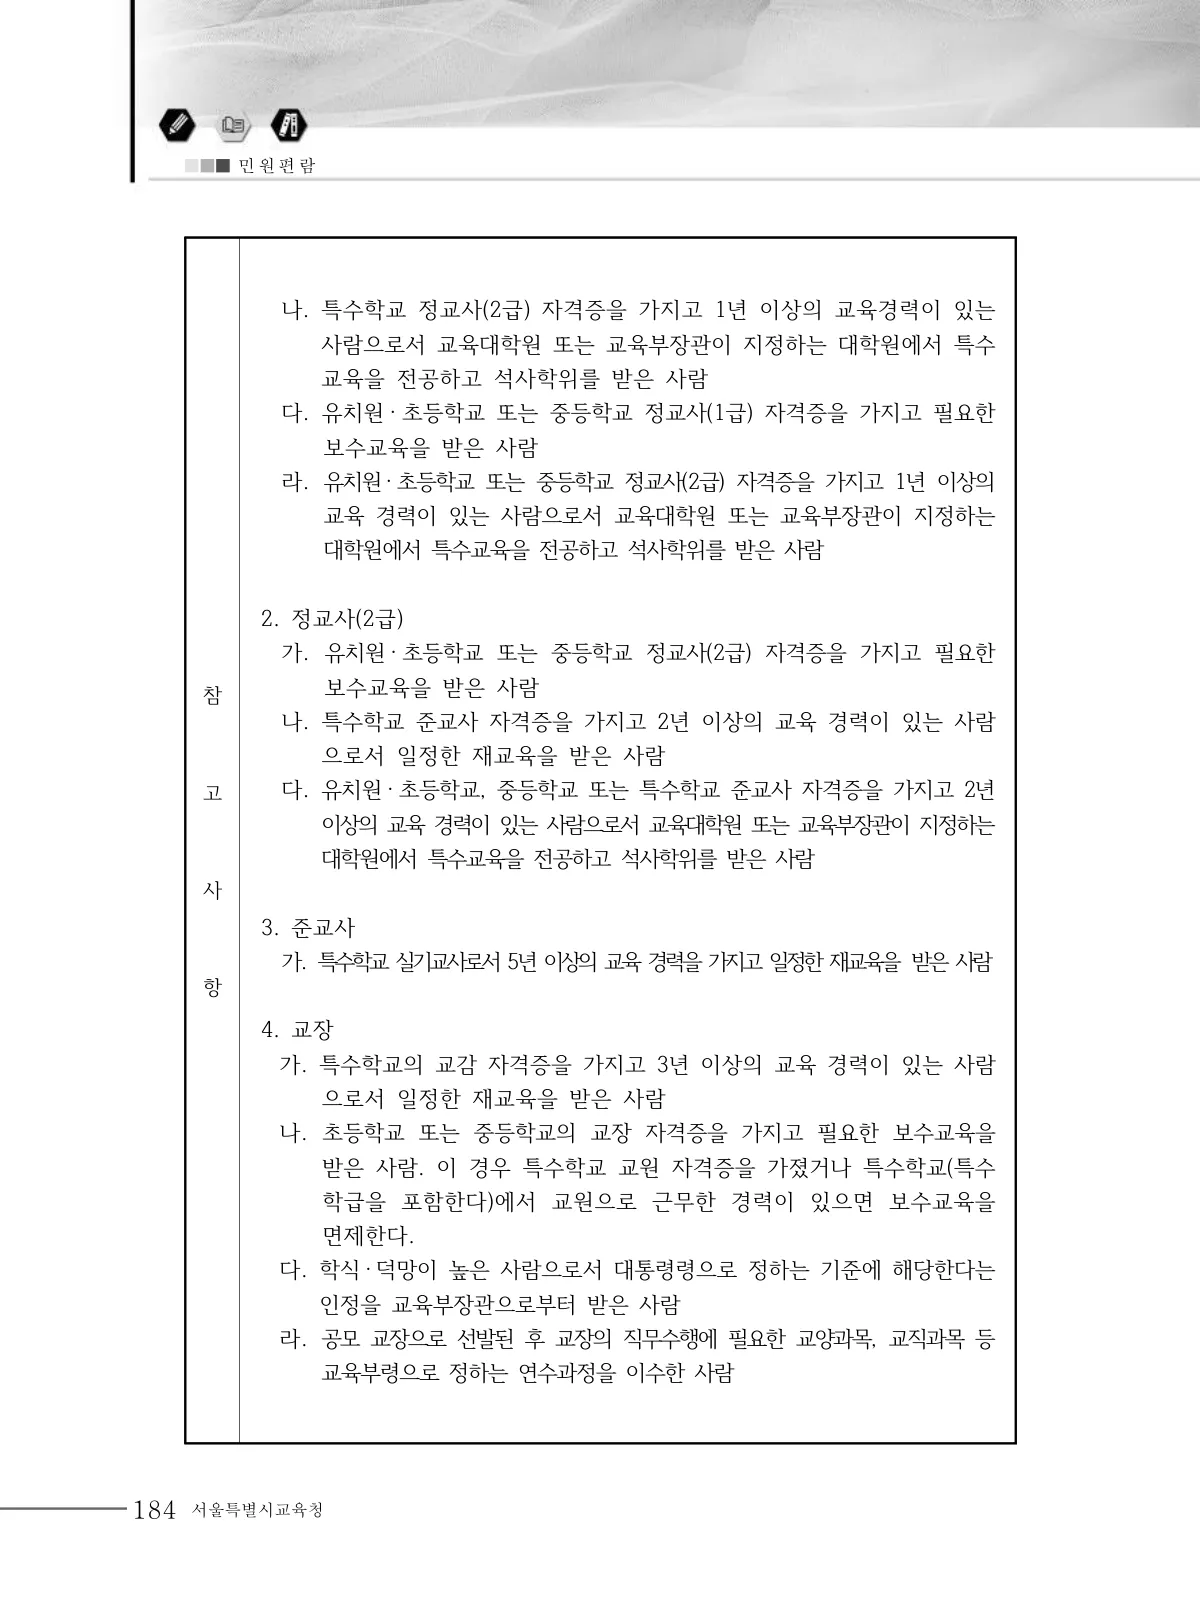 민원편람
나. 특수학교 정교사(2급) 자격증을 가지고 1년 이상의 교육경력이 있는
사람으로서 교육대학원 또는 교육부장관이 지정하는 대학원에서 특수
교육을 전공하고 석사학위를 받은 사람
다. 유치원·초등학교 또는 중등학교 정교사(1급) 자격증을 가지고 필요한
보수교육을 받은 사람
라. 유치원·초등학교 또는 중등학교 정교사(2급) 자격증을 가지고 1년 이상의
교육 경력이 있는 사람으로서 교육대학원 또는 교육부장관이 지정하는
대학원에서 특수교육을 전공하고 석사학위를 받은 사람
2. 정교사(2급)
가. 유치원·초등학교 또는 중등학교 정교사(2급) 자격증을 가지고 필요한
보수교육을 받은 사람
나. 특수학교 준교사 자격증을 가지고 2년 이상의 교육 경력이 있는 사람
으로서 일정한 재교육을 받은 사람
다. 유치원·초등학교, 중등학교 또는 특수학교 준교사 자격증을 가지고 2년
이상의 교육 경력이 있는 사람으로서 교육대학원 또는 교육부장관이 지정하는
대학원에서 특수교육을 전공하고 석사학위를 받은 사람
3. 준교사
가. 특수학교 실기교사로서 5년 이상의 교육 경력을 가지고 일정한 재교육을 받은 사람
4. 교장
가. 특수학교의 교감 자격증을 가지고 3년 이상의 교육 경력이 있는 사람
으로서 일정한 재교육을 받은 사람
나. 초등학교 또는 중등학교의 교장 자격증을 가지고 필요한 보수교육을
받은 사람. 이 경우 특수학교 교원 자격증을 가졌거나 특수학교(특수
학급을 포함한다)에서 교원으로 근무한 경력이 있으면 보수교육을
면제한다.
다. 학식·덕망이 높은 사람으로서 대통령령으로 정하는 기준에 해당한다는
인정을 교육부장관으로부터 받은 사람
라. 공모 교장으로 선발된 후 교장의 직무수행에 필요한 교양과목, 교직과목 등
교육부령으로 정하는 연수과정을 이수한 사람
참
고
사
항
184 서울특별시교육청